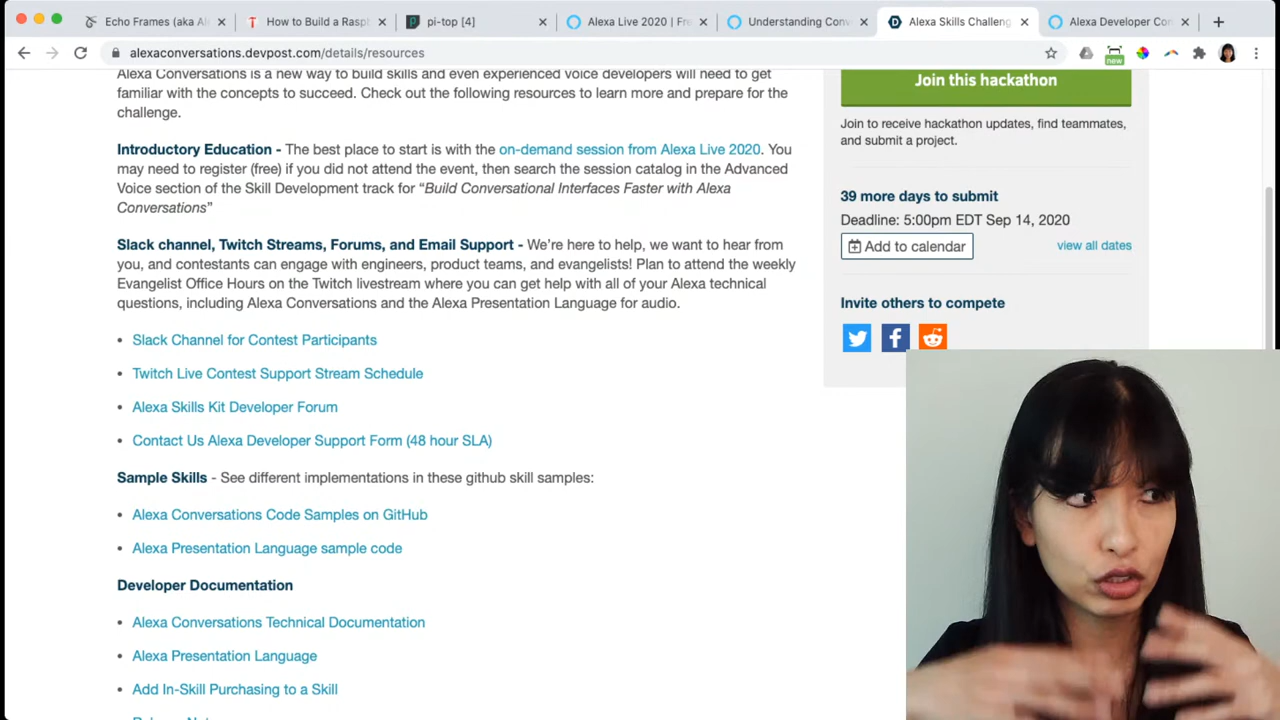 Echo Frames (aka Al
How to Build a Raspb
pi-top [4]
Alexa Live 2020 | Fre
Understanding Conv
Alexa Skills Challeng
Alexa Developer Con
alexaconversations.devpost.com/details/resources
new
Alexa Conversations is a new way to build skills and even experienced voice developers will need to get
familiar with the concepts to succeed. Check out the following resources to learn more and prepare for the
challenge.
Introductory Education - The best place to start is with the on-demand session from Alexa Live 2020. You
may need to register (free) if you did not attend the event, then search the session catalog in the Advanced
Voice section of the Skill Development track for “Build Conversational Interfaces Faster with Alexa
Conversations”
Slack channel, Twitch Streams, Forums, and Email Support - We’re here to help, we want to hear from
you, and contestants can engage with engineers, product teams, and evangelists! Plan to attend the weekly
Evangelist Office Hours on the Twitch livestream where you can get help with all of your Alexa technical
questions, including Alexa Conversations and the Alexa Presentation Language for audio.
• Slack Channel for Contest Participants
• Twitch Live Contest Support Stream Schedule
• Alexa Skills Kit Developer Forum
• Contact Us Alexa Developer Support Form (48 hour SLA)
Sample Skills - See different implementations in these github skill samples:
• Alexa Conversations Code Samples on GitHub
• Alexa Presentation Language sample code
Developer Documentation
• Alexa Conversations Technical Documentation
• Alexa Presentation Language
• Add In-Skill Purchasing to a Skill
Join this hackathon
Join to receive hackathon updates, find teammates,
and submit a project.
39 more days to submit
Deadline: 5:00pm EDT Sep 14, 2020
Add to calendar
view all dates
Invite others to compete